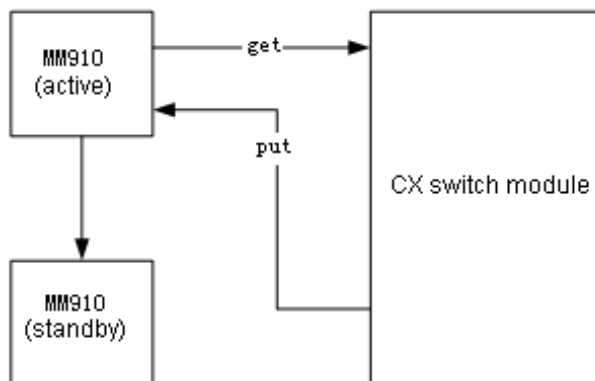 MM910
(active)
get
put
CX switch module
MM910
(standby)